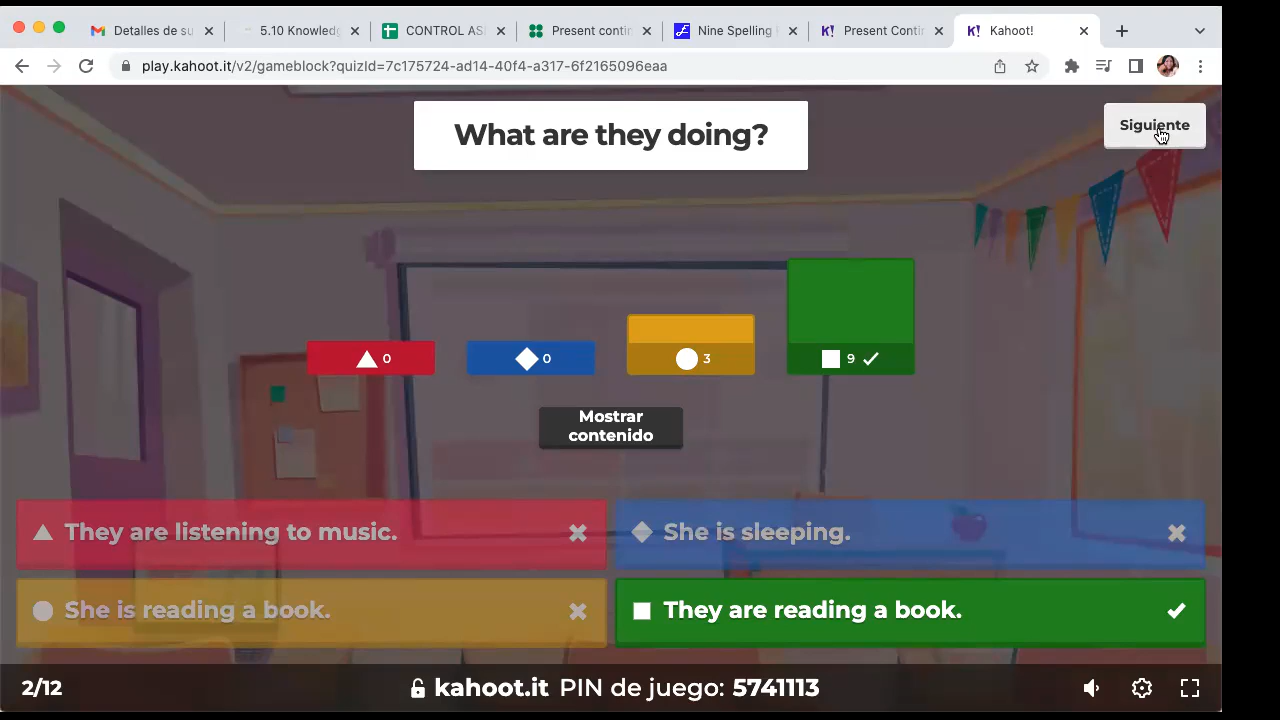 Detalles de su
5.10 Knowledg
CONTROL ASI
Present contin
Nine Spelling
Present Contin
Kahoot!
play.kahoot.it/v2/gameblock?quizId=7c175724-ad14-40f4-a317-6f2165096eaa
What are they doing?
Siguiente
0
0
3
9
Mostrar
contenido
They are listening to music.
She is sleeping.
She is reading a book.
They are reading a book.
2/12
kahoot.it PIN de juego: 5741113